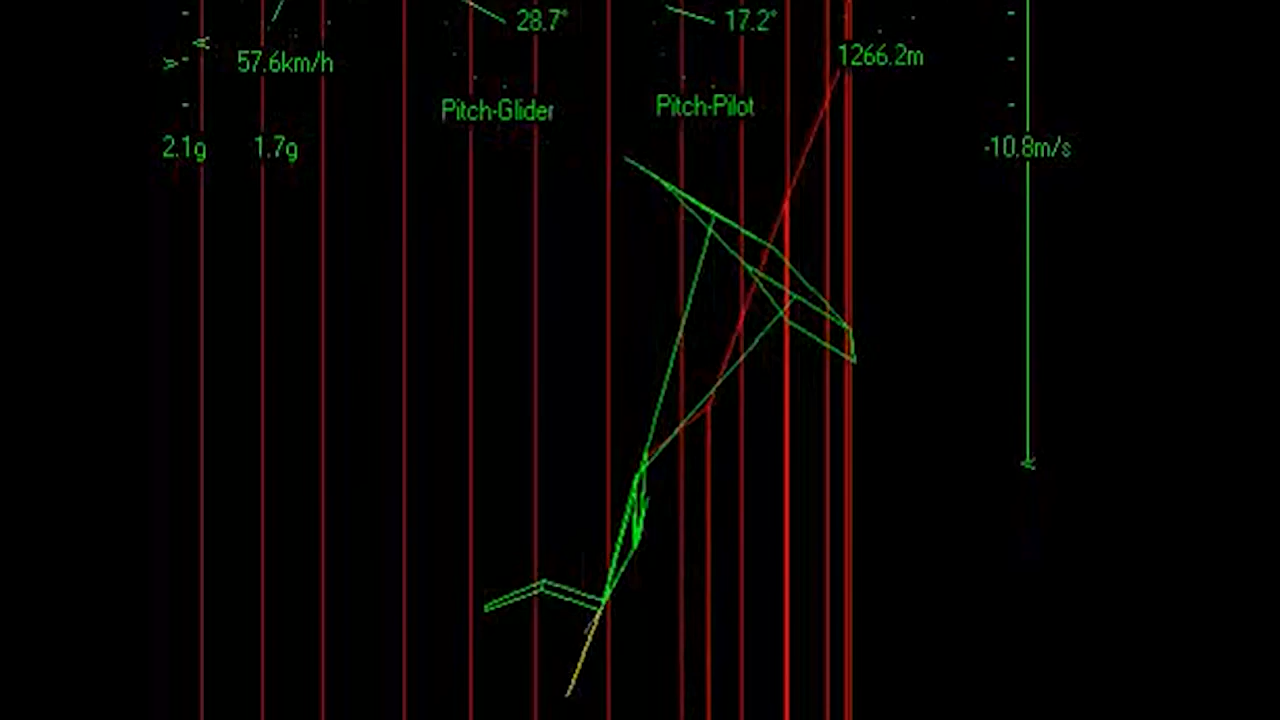 28.7°
17.2°
57.6km/h
1266.2m
Pitch-Glider
Pitch-Pilot
2.1g
1.7g
-10.8m/s